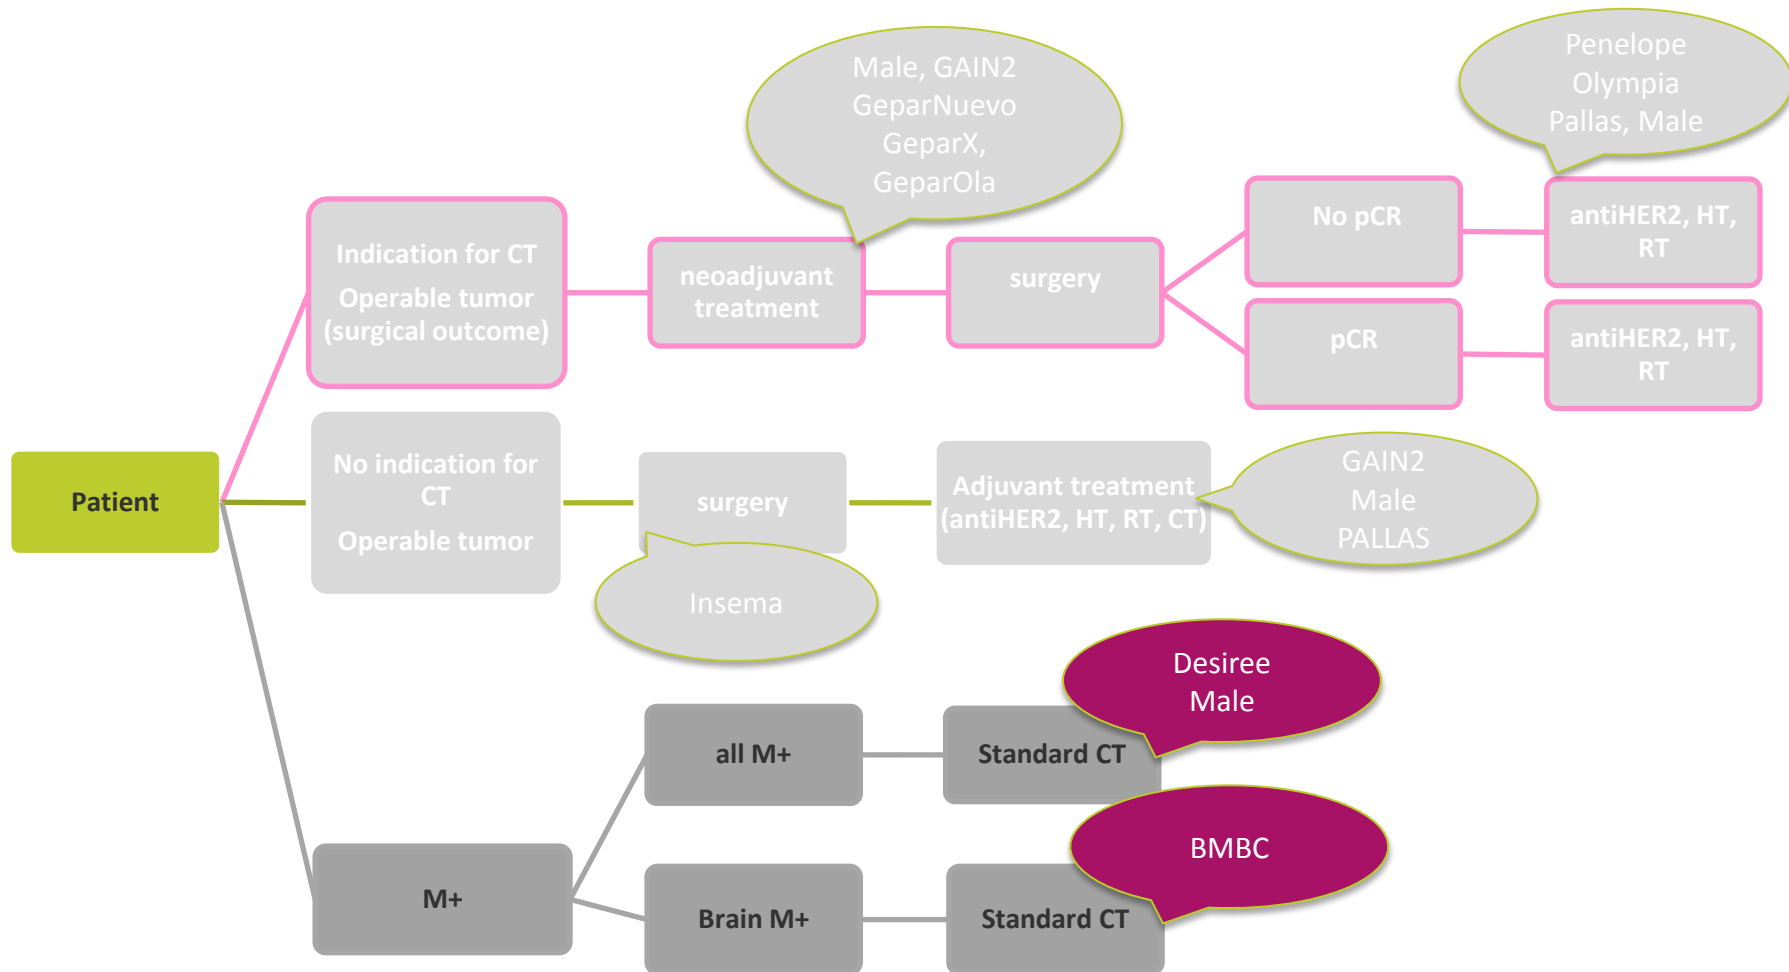 Male, GAIN2
GeparNuevo
GeparX,
GeparOla
Penelope
Olympia
Pallas, Male
Indication for CT
Operable tumor
(surgical outcome)
neoadjuvant
treatment
surgery
No pCR
antiHER2, HT,
RT
pCR
antiHER2, HT,
RT
Patient
No indication for
CT
Operable tumor
surgery
Adjuvant treatment
(antiHER2, HT, RT, CT)
GAIN2
Male
PALLAS
Insema
Desiree
Male
all M+
Standard CT
BMBC
M+
Brain M+
Standard CT